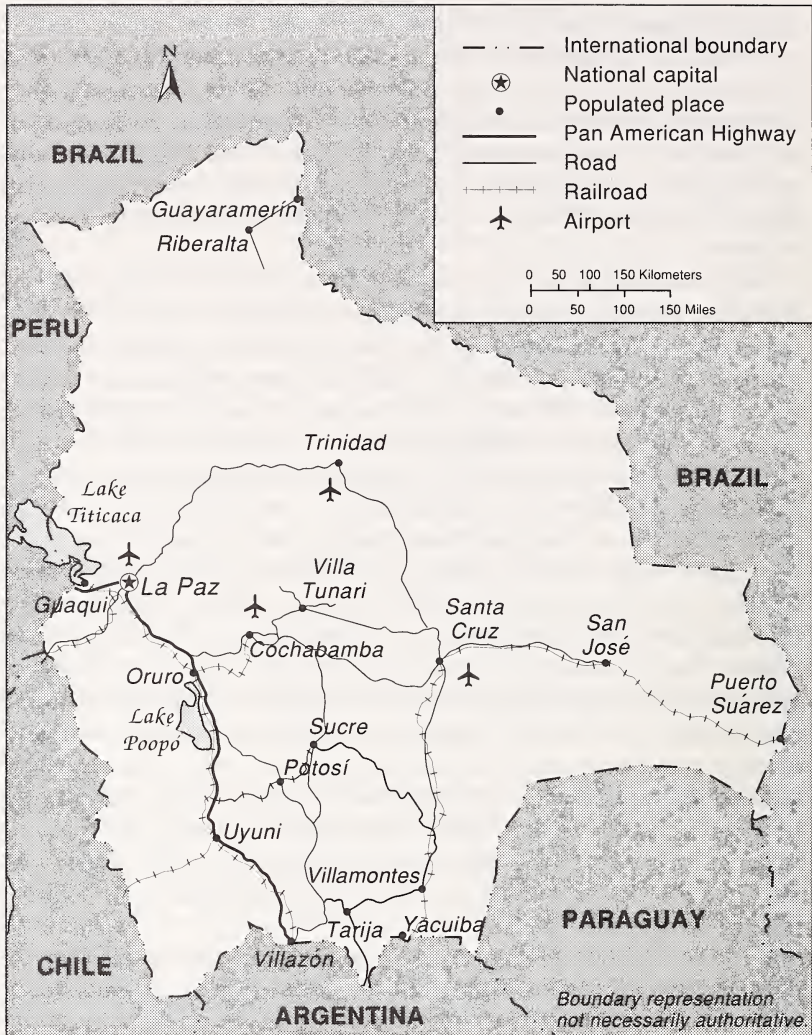 N
International boundary
National capital
Populated place
Pan American Highway
Road
Railroad
Airport
0 50 100 150 Kilometers
0 50 100 150 Miles
BRAZIL
Guayaramerín
Riberalta
PERU
Trinidad
BRAZIL
Lake
Titicaca
Guaqui
La Paz
Villa
Tunari
Cochabamba
Santa
Cruz
San
José
Puerto
Suárez
Oruro
Lake
Poopó
Sucre
Potosí
Uyuni
Villamontes
Tarija
Yacuiba
Villazón
PARAGUAY
CHILE
ARGENTINA
Boundary representation
not necessarily authoritative